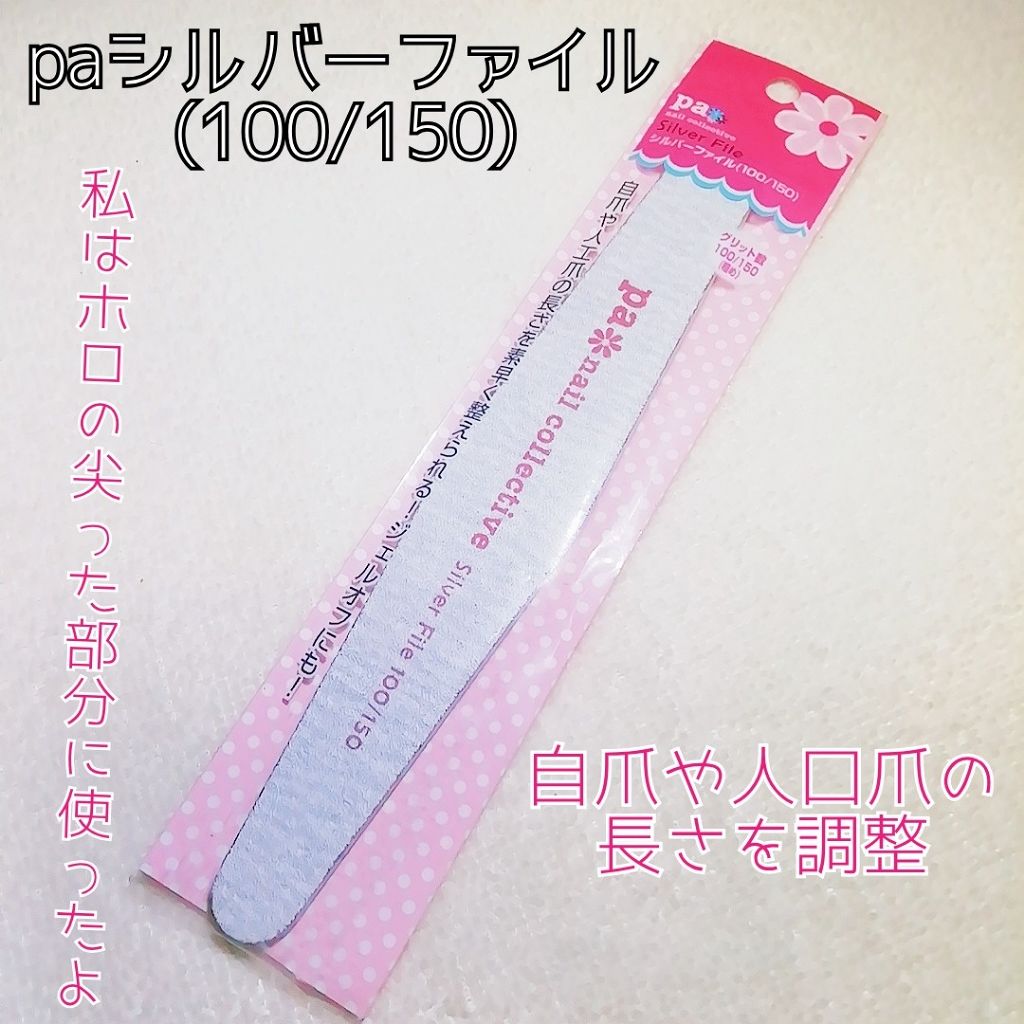 paシルバーファイル
(100/150)
私はホロの尖った部分に使ったよ
pa
nail collective
Silver File
シルバーファイル(100/150)
グリット数
100/150
(粗め)
自爪や人工爪の長さを素早く整えられる!ジェルオフにも!
pa nail collective Silver File 100/150
自爪や人口爪の
長さを調整